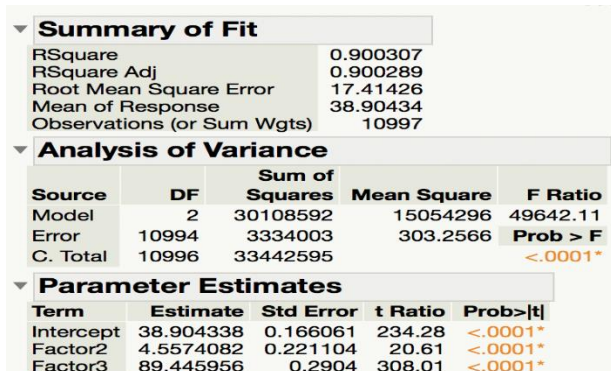 Summary of Fit
RSquare 0.900307
RSquare Adj 0.900289
Root Mean Square Error 17.41426
Mean of Response 38.90434
Observations (or Sum Wgts) 10997
Analysis of Variance
Sum of
Source DF Squares Mean Square F Ratio
Model 2 30108592 15054296 49642.11
Error 10994 3334003 303.2566 Prob > F
C. Total 10996 33442595 <.0001*
Parameter Estimates
Term Estimate Std Error t Ratio Prob>|t|
Intercept 38.904338 0.166061 234.28 <.0001*
Factor2 4.5574082 0.221104 20.61 <.0001*
Factor3 89.445956 0.2904 308.01 <.0001*